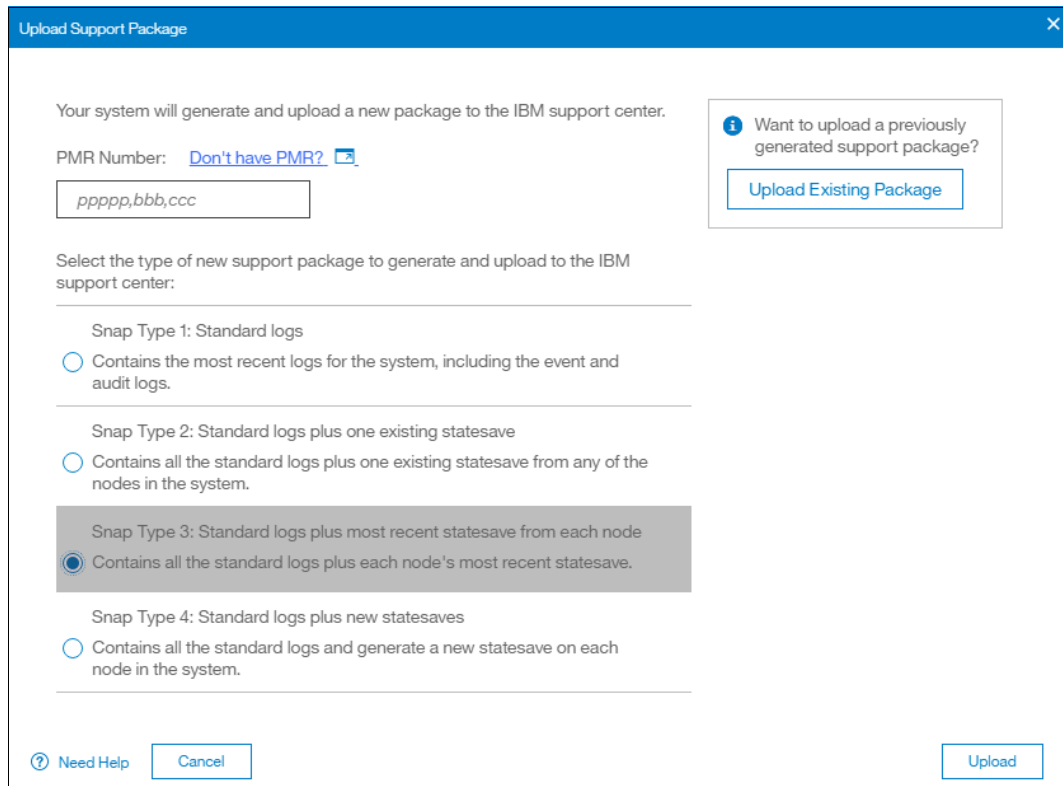 Upload Support Package
Your system will generate and upload a new package to the IBM support center.
PMR Number: Don't have PMR?
ppppp,bbb,ccc
Select the type of new support package to generate and upload to the IBM
support center:
Snap Type 1: Standard logs
Contains the most recent logs for the system, including the event and
audit logs.
Snap Type 2: Standard logs plus one existing statesave
Contains all the standard logs plus one existing statesave from any of the
nodes in the system.
Snap Type 3: Standard logs plus most recent statesave from each node
Contains all the standard logs plus each node's most recent statesave.
Snap Type 4: Standard logs plus new statesaves
Contains all the standard logs and generate a new statesave on each
node in the system.
Want to upload a previously
generated support package?
Upload Existing Package
Need Help
Cancel
Upload